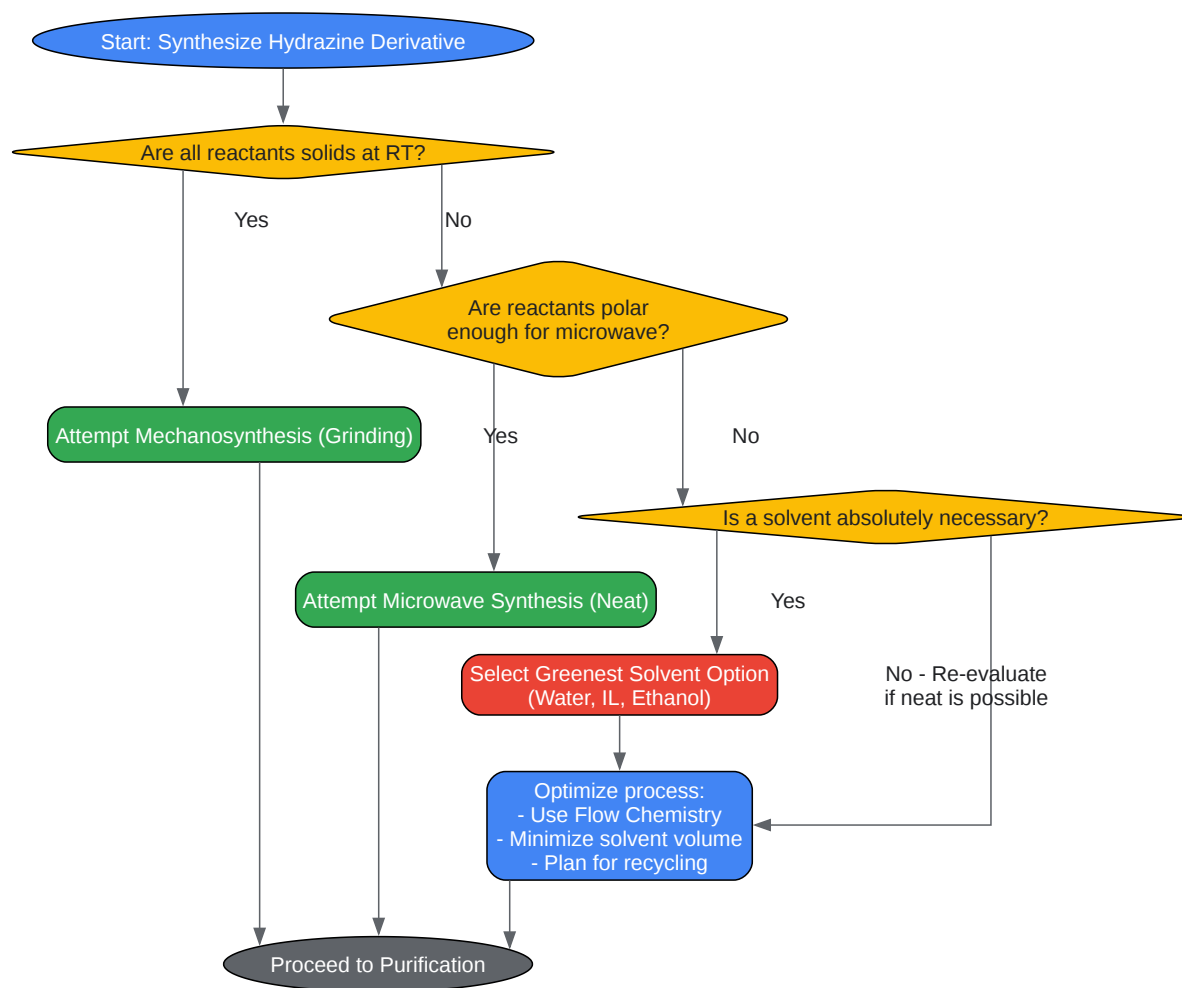 Start: Synthesize Hydrazine Derivative
Are all reactants solids at RT?
Yes
No
Are reactants polar
enough for microwave?
Attempt Mechanosynthesis (Grinding)
Yes
No
Is a solvent absolutely necessary?
Attempt Microwave Synthesis (Neat)
Yes
Select Greenest Solvent Option
(Water, IL, Ethanol)
No - Re-evaluate
if neat is possible
Optimize process:
- Use Flow Chemistry
- Minimize solvent volume
- Plan for recycling
Proceed to Purification